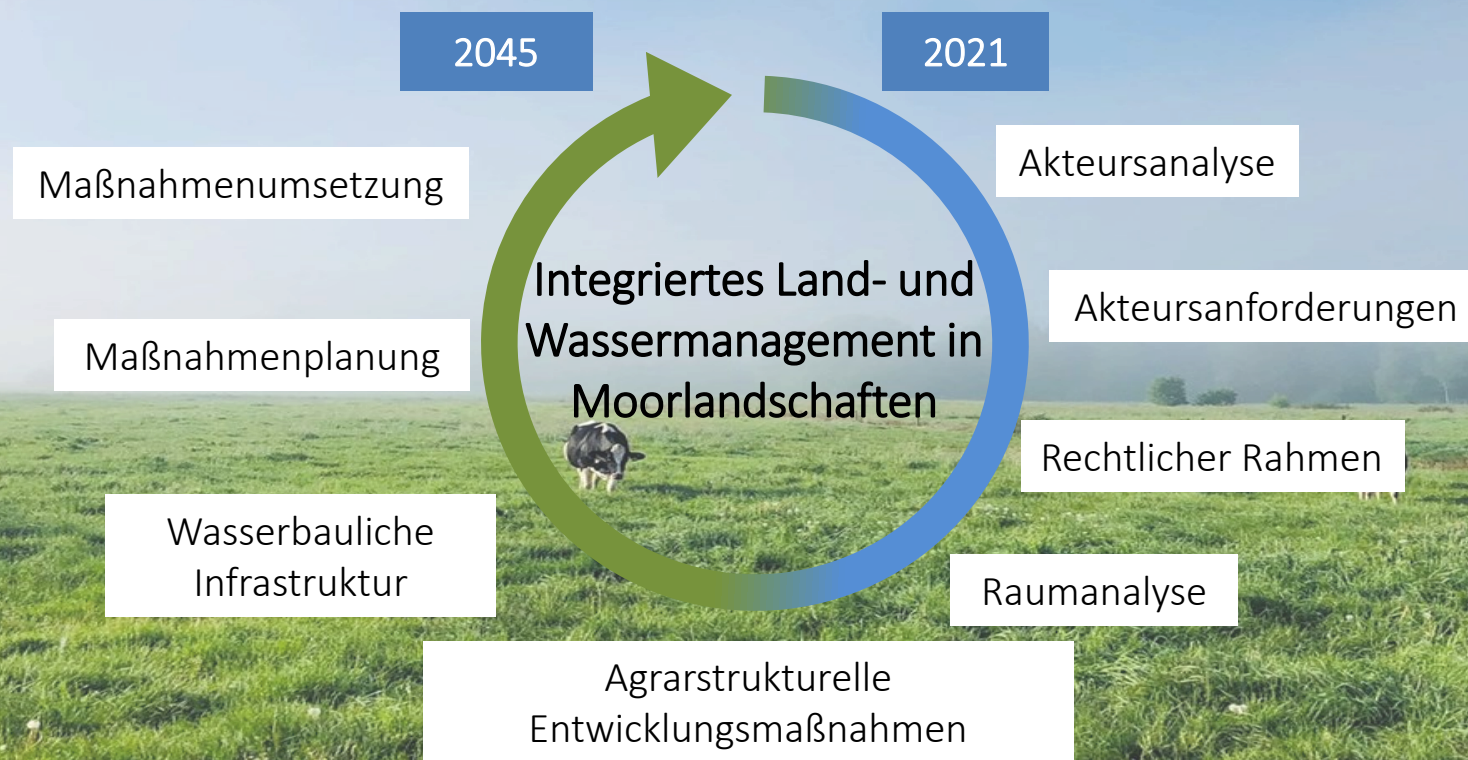 2045
2021
Akteursanalyse
Maßnahmenumsetzung
Integriertes Land- und
Wassermanagement in
Moorlandschaften
Akteursanforderungen
Maßnahmenplanung
Rechtlicher Rahmen
Wasserbauliche
Infrastruktur
Raumanalyse
Agrarstrukturelle
Entwicklungsmaßnahmen